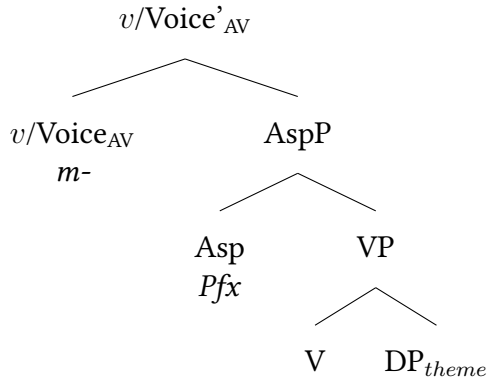 v/Voice’AV
v/VoiceAV AspP
m-
Asp VP
Pfx
V DPtheme